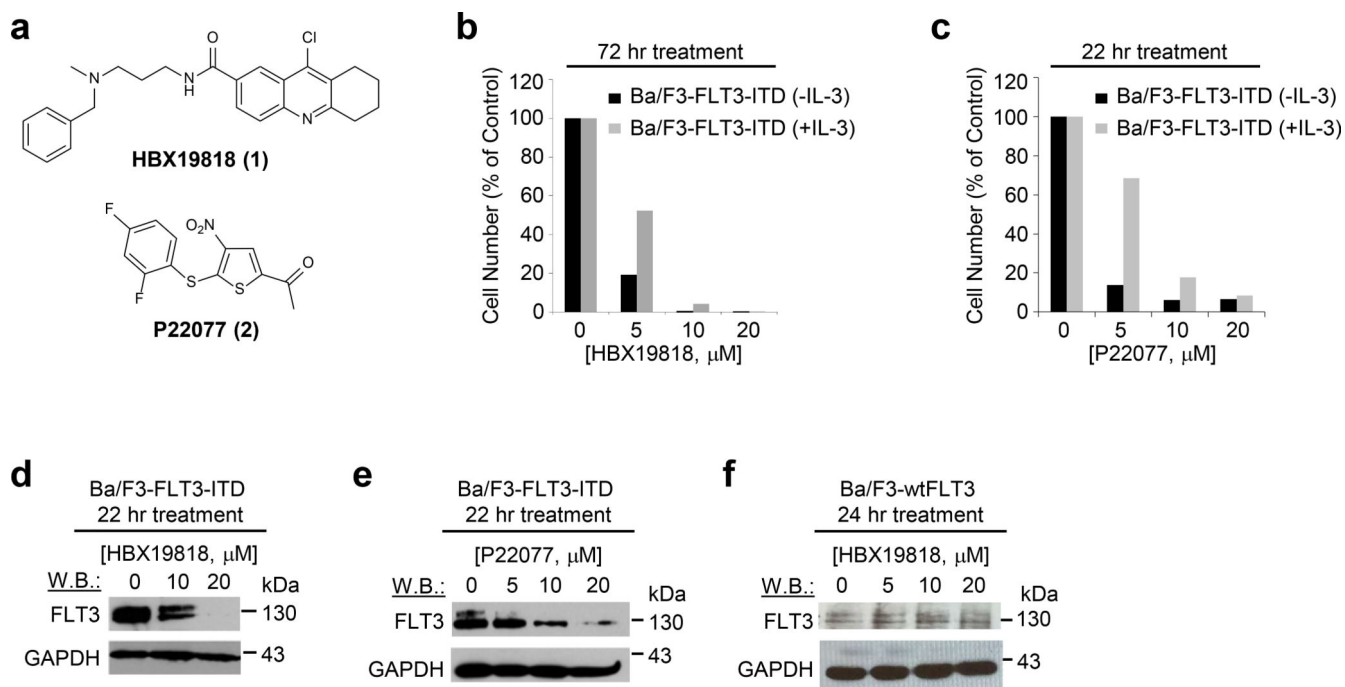 a
N
N
H
O
Cl
N
HBX19818 (1)
F
F
S
O₂N
S
O
P22077 (2)
b
72 hr treatment
Cell Number (% of Control)
120
100
80
60
40
20
0
Ba/F3-FLT3-ITD (-IL-3)
Ba/F3-FLT3-ITD (+IL-3)
0 5 10 20
[HBX19818, μM]
c
22 hr treatment
Cell Number (% of Control)
120
100
80
60
40
20
0
Ba/F3-FLT3-ITD (-IL-3)
Ba/F3-FLT3-ITD (+IL-3)
0 5 10 20
[P22077, μM]
d
Ba/F3-FLT3-ITD
22 hr treatment
[HBX19818, μM]
W.B.: 0 10 20 kDa
FLT3 130
GAPDH 43
e
Ba/F3-FLT3-ITD
22 hr treatment
[P22077, μM]
W.B.: 0 5 10 20 kDa
FLT3 130
GAPDH 43
f
Ba/F3-wtFLT3
24 hr treatment
[HBX19818, μM]
W.B.: 0 5 10 20 kDa
FLT3 130
GAPDH 43